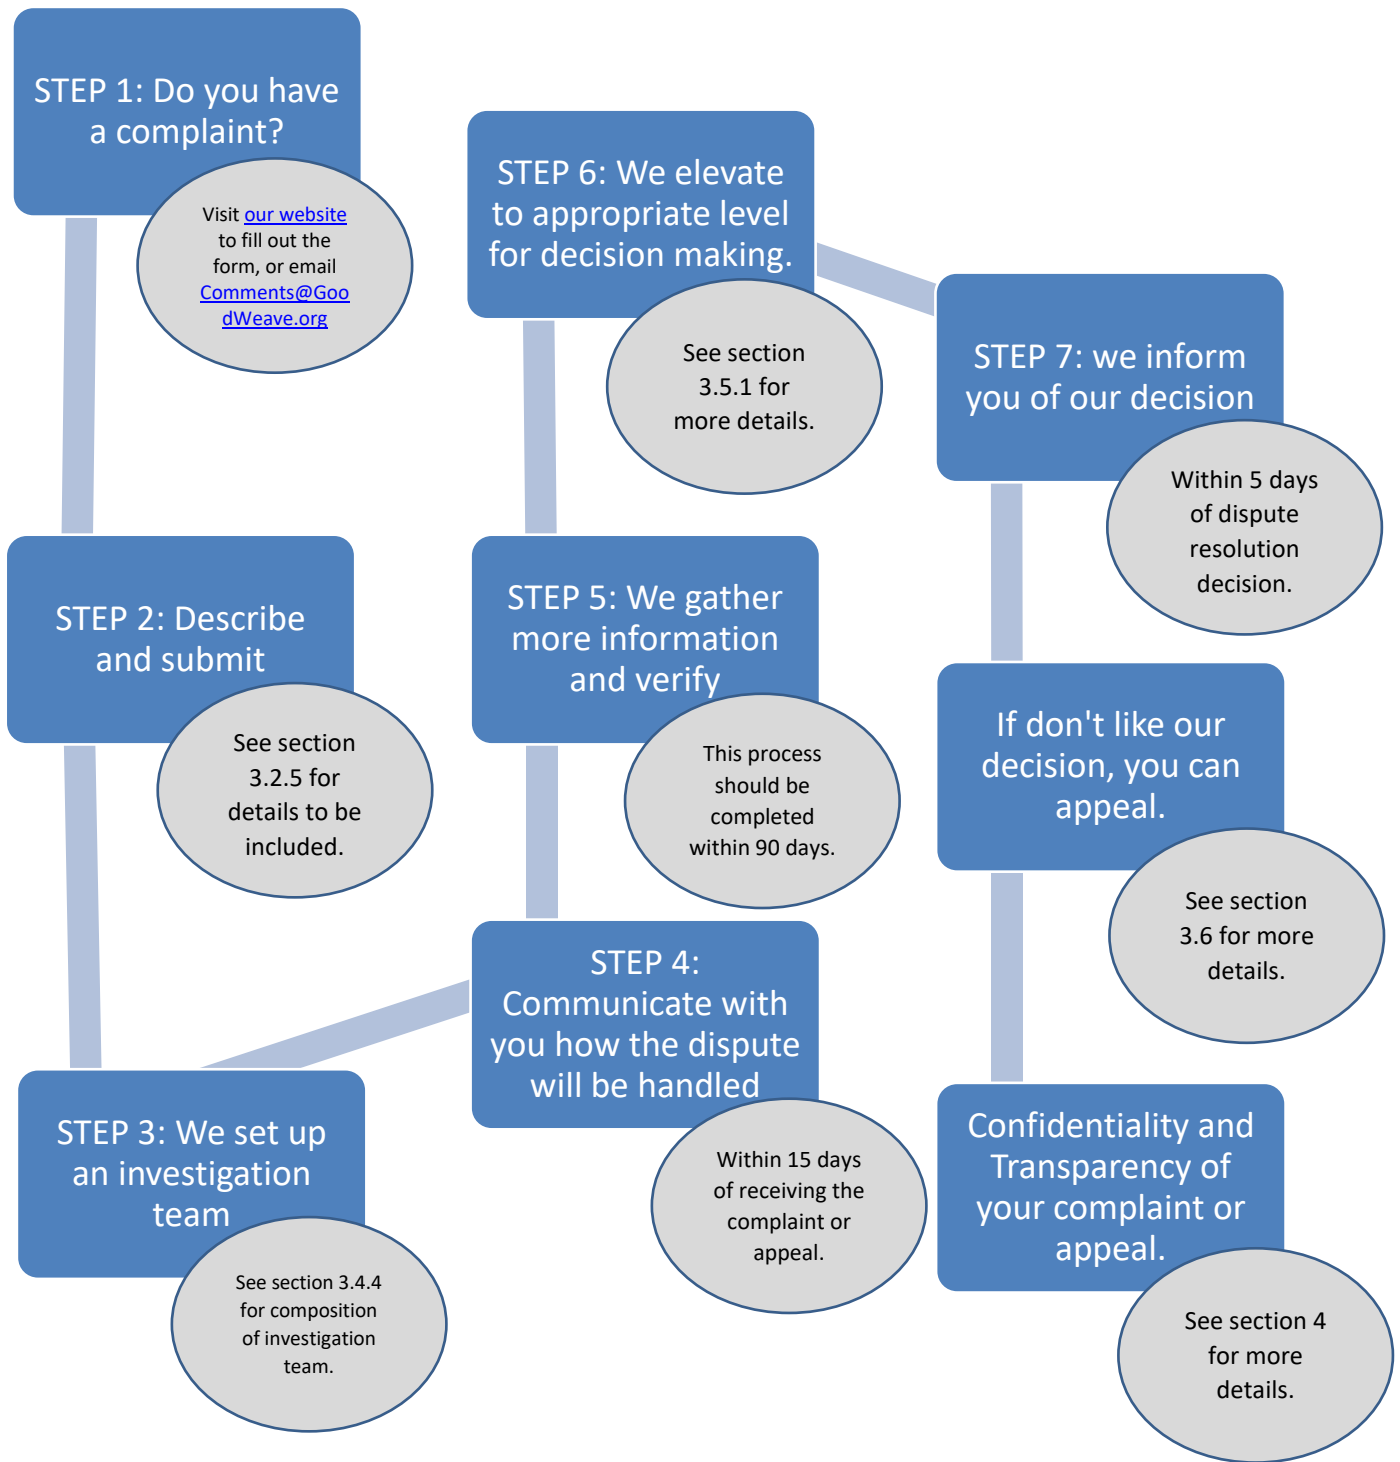 STEP 1: Do you have
a complaint?
Visit our website
to fill out the
form, or email
Comments@Goo
dWeave.org
STEP 2: Describe
and submit
See section
3.2.5 for
details to be
included.
STEP 3: We set up
an investigation
team
See section 3.4.4
for composition
of investigation
team.
STEP 4:
Communicate with
you how the dispute
will be handled
Within 15 days
of receiving the
complaint or
appeal.
STEP 5: We gather
more information
and verify
This process
should be
completed
within 90 days.
STEP 6: We elevate
to appropriate level
for decision making.
See section
3.5.1 for
more details.
STEP 7: we inform
you of our decision
Within 5 days
of dispute
resolution
decision.
If don't like our
decision, you can
appeal.
See section
3.6 for more
details.
Confidentiality and
Transparency of
your complaint or
appeal.
See section 4
for more
details.